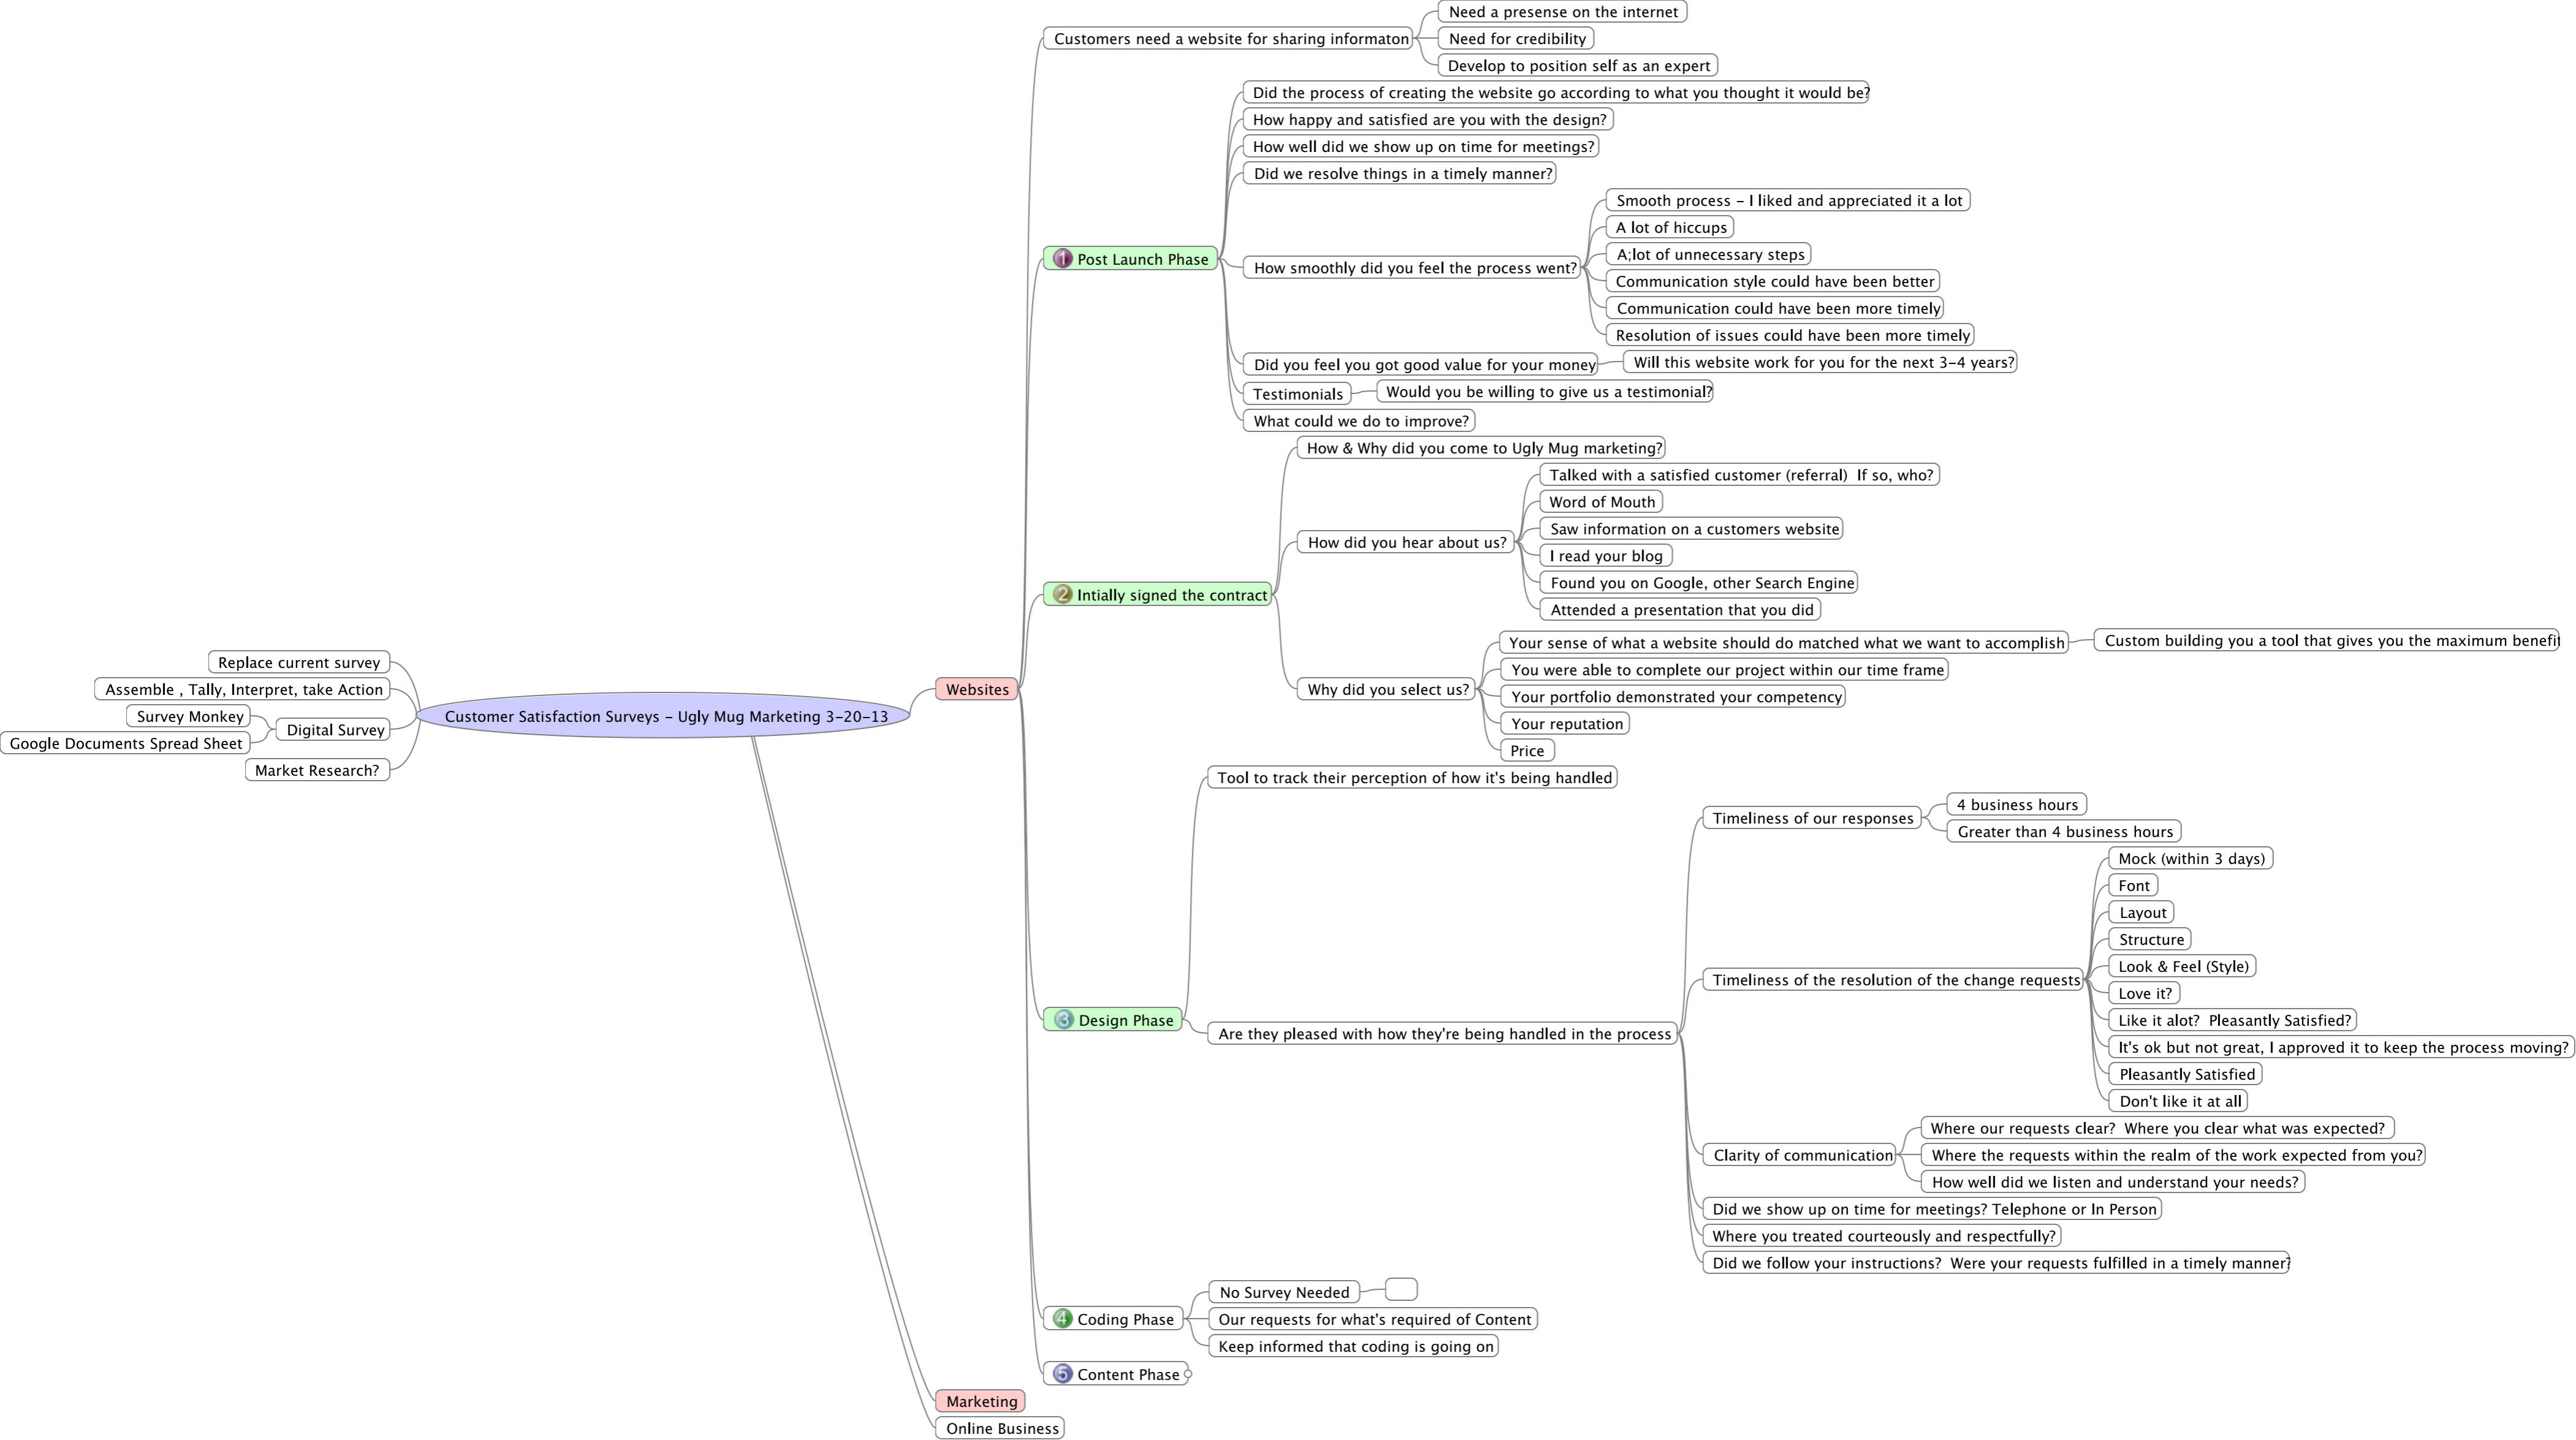 Customer Satisfaction Surveys - Ugly Mug Marketing 3-20-13
Replace current survey
Assemble , Tally, Interpret, take Action
Digital Survey
Survey Monkey
Google Documents Spread Sheet
Market Research?
Websites
Customers need a website for sharing informaton
Need a presense on the internet
Need for credibility
Develop to position self as an expert
1 Post Launch Phase
Did the process of creating the website go according to what you thought it would be?
How happy and satisfied are you with the design?
How well did we show up on time for meetings?
Did we resolve things in a timely manner?
How smoothly did you feel the process went?
Smooth process - I liked and appreciated it a lot
A lot of hiccups
A;lot of unnecessary steps
Communication style could have been better
Communication could have been more timely
Resolution of issues could have been more timely
Did you feel you got good value for your money
Will this website work for you for the next 3-4 years?
Testimonials
Would you be willing to give us a testimonial?
What could we do to improve?
2 Intially signed the contract
How & Why did you come to Ugly Mug marketing?
How did you hear about us?
Talked with a satisfied customer (referral)  If so, who?
Word of Mouth
Saw information on a customers website
I read your blog
Found you on Google, other Search Engine
Attended a presentation that you did
Why did you select us?
Your sense of what a website should do matched what we want to accomplish
Custom building you a tool that gives you the maximum benefit
You were able to complete our project within our time frame
Your portfolio demonstrated your competency
Your reputation
Price
3 Design Phase
Tool to track their perception of how it's being handled
Are they pleased with how they're being handled in the process
Timeliness of our responses
4 business hours
Greater than 4 business hours
Timeliness of the resolution of the change requests
Mock (within 3 days)
Font
Layout
Structure
Look & Feel (Style)
Love it?
Like it alot?  Pleasantly Satisfied?
It's ok but not great, I approved it to keep the process moving?
Pleasantly Satisfied
Don't like it at all
Clarity of communication
Where our requests clear?  Where you clear what was expected?
Where the requests within the realm of the work expected from you?
How well did we listen and understand your needs?
Did we show up on time for meetings? Telephone or In Person
Where you treated courteously and respectfully?
Did we follow your instructions?  Were your requests fulfilled in a timely manner?
4 Coding Phase
No Survey Needed
Our requests for what's required of Content
Keep informed that coding is going on
5 Content Phase
Marketing
Online Business